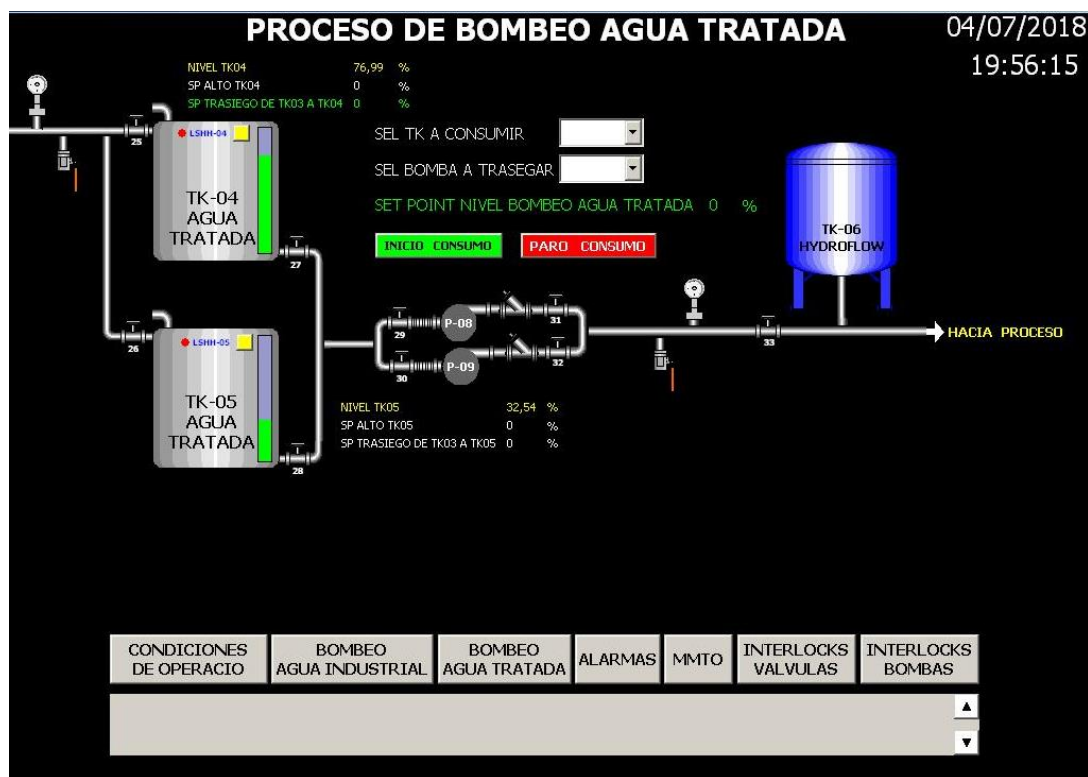 PROCESO DE BOMBEO AGUA TRATADA
04/07/2018
19:56:15
NIVEL TK04 76,99 %
SP ALTO TK04 0 %
SP TRASIEGO DE TK03 A TK04 0 %
SEL TK A CONSUMIR
SEL BOMBA A TRASEGAR
SET POINT NIVEL BOMBEO AGUA TRATADA 0 %
INICIO CONSUMO
PARO CONSUMO
25
LSHH-04
TK-04
AGUA
TRATADA
27
TK-06
HYDROFLOW
26
LSHH-05
TK-05
AGUA
TRATADA
28
29
P-08
31
30
P-09
32
33
HACIA PROCESO
NIVEL TK05 32,54 %
SP ALTO TK05 0 %
SP TRASIEGO DE TK03 A TK05 0 %
CONDICIONES
DE OPERACIO
BOMBEO
AGUA INDUSTRIAL
BOMBEO
AGUA TRATADA
ALARMAS
MMTO
INTERLOCKS
VALVULAS
INTERLOCKS
BOMBAS